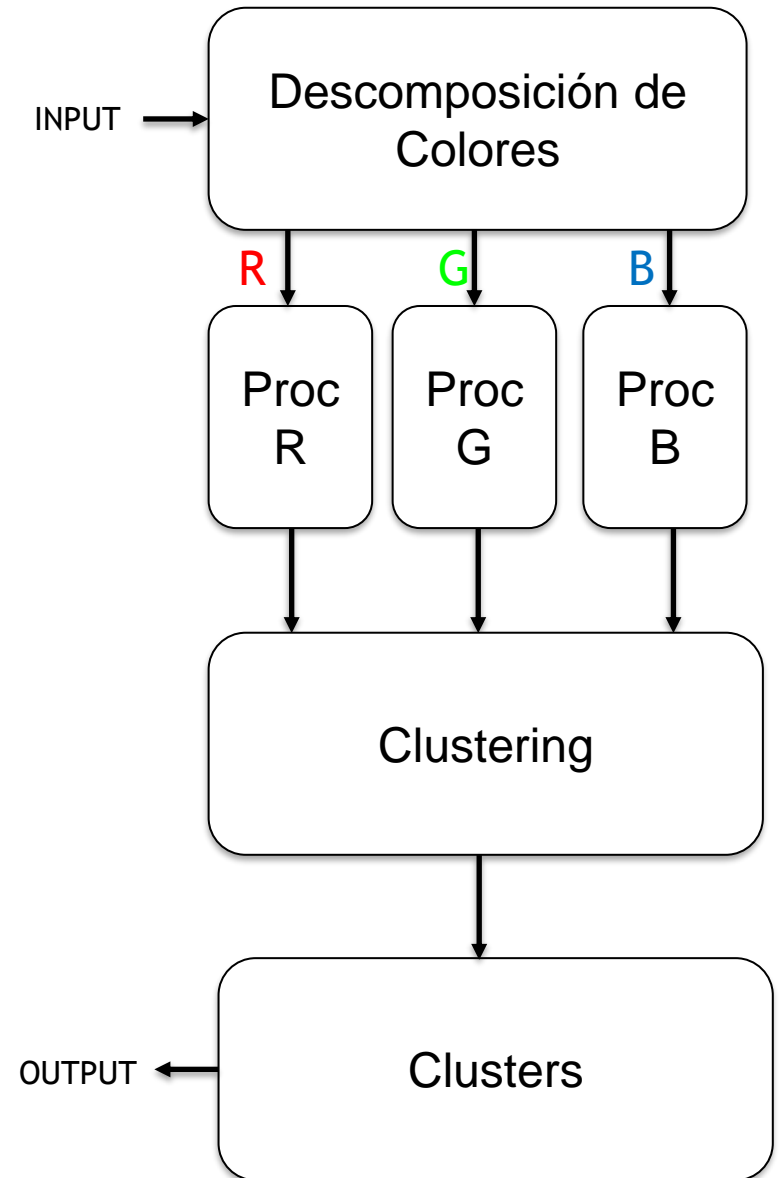 Descomposición de
Colores
INPUT
R
G
B
Proc
R
Proc
G
Proc
B
Clustering
Clusters
OUTPUT